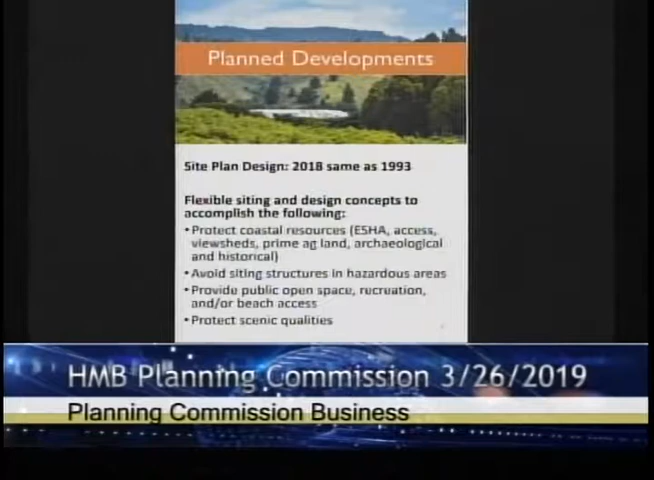 Planned Developments
Site Plan Design: 2018 same as 1993
Flexible siting and design concepts to
accomplish the following:
•Protect coastal resources (ESHA, access,
viewsheds, prime ag land, archaeological
and historical)
•Avoid siting structures in hazardous areas
•Provide public open space, recreation,
and/or beach access
•Protect scenic qualities
HMB Planning Commission 3/26/2019
Planning Commission Business